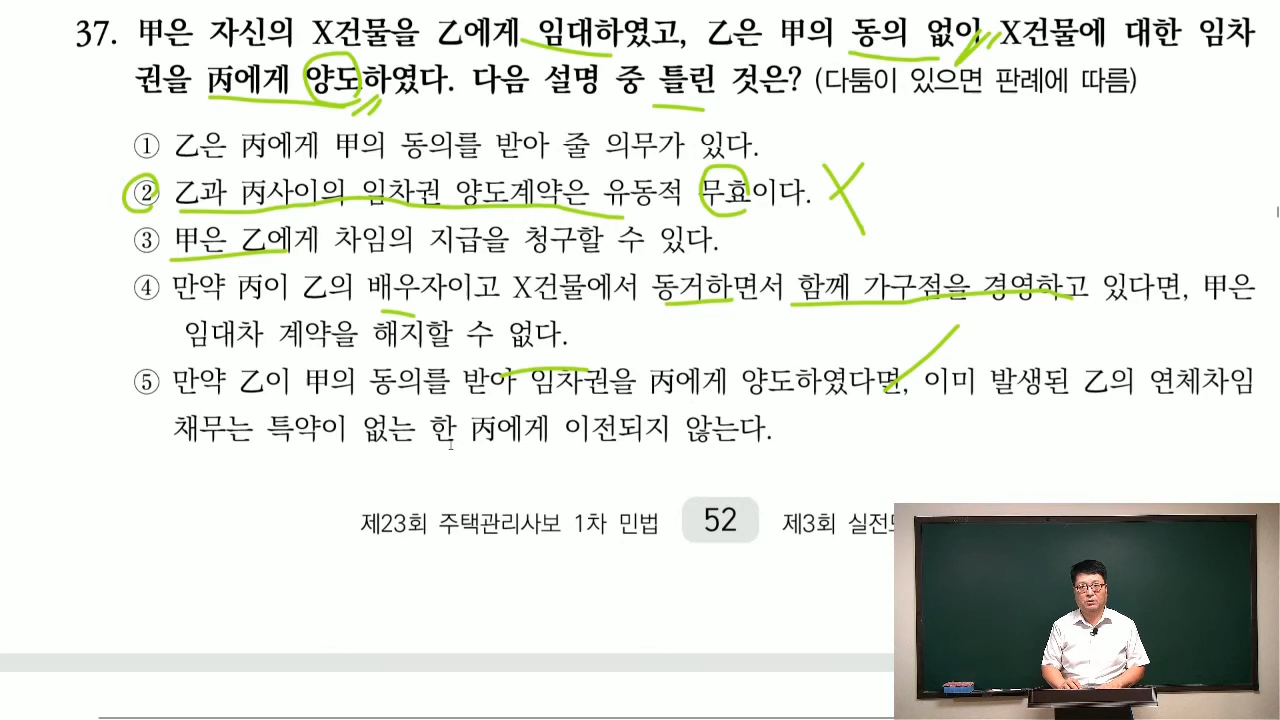 37. 甲은 자신의 X건물을 乙에게 임대하였고, 乙은 甲의 동의 없이 X건물에 대한 임차
권을 丙에게 양도하였다. 다음 설명 중 틀린 것은? (다툼이 있으면 판례에 따름)
① 乙은 丙에게 甲의 동의를 받아 줄 의무가 있다.
② 乙과 丙사이의 임차권 양도계약은 유동적 무효이다.
③ 甲은 乙에게 차임의 지급을 청구할 수 있다.
④ 만약 丙이 乙의 배우자이고 X건물에서 동거하면서 함께 가구점을 경영하고 있다면, 甲은
임대차 계약을 해지할 수 없다.
⑤ 만약 乙이 甲의 동의를 받아 임차권을 丙에게 양도하였다면, 이미 발생된 乙의 연체차임
채무는 특약이 없는 한 丙에게 이전되지 않는다.
제23회 주택관리사보 1차 민법 52 제3회